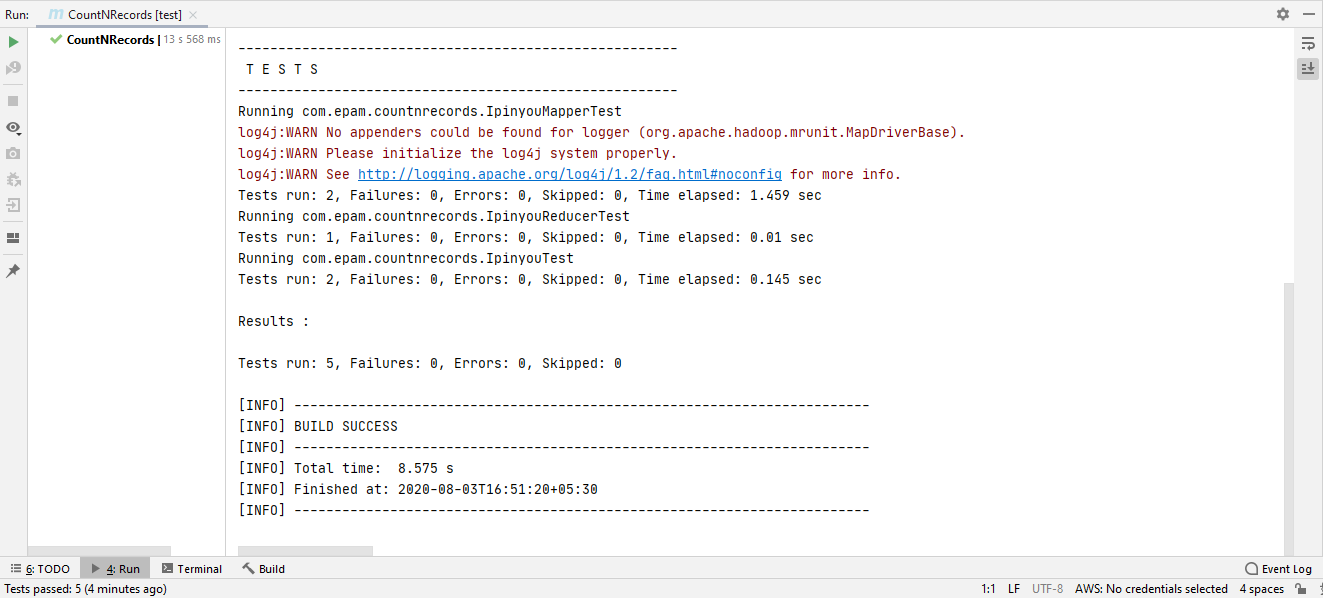 Run: CountNRecords [test]
CountNRecords | 13 s 568 ms
-------------------------------------------------------
T E S T S
-------------------------------------------------------
Running com.epam.countnrecords.IpinyouMapperTest
log4j:WARN No appenders could be found for logger (org.apache.hadoop.mrunit.MapDriverBase).
log4j:WARN Please initialize the log4j system properly.
log4j:WARN See http://logging.apache.org/log4j/1.2/faq.html#noconfig for more info.
Tests run: 2, Failures: 0, Errors: 0, Skipped: 0, Time elapsed: 1.459 sec
Running com.epam.countnrecords.IpinyouReducerTest
Tests run: 1, Failures: 0, Errors: 0, Skipped: 0, Time elapsed: 0.01 sec
Running com.epam.countnrecords.IpinyouTest
Tests run: 2, Failures: 0, Errors: 0, Skipped: 0, Time elapsed: 0.145 sec
Results :
Tests run: 5, Failures: 0, Errors: 0, Skipped: 0
[INFO] ------------------------------------------------------------------------
[INFO] BUILD SUCCESS
[INFO] ------------------------------------------------------------------------
[INFO] Total time:  8.575 s
[INFO] Finished at: 2020-08-03T16:51:20+05:30
[INFO] ------------------------------------------------------------------------
6: TODO 4: Run Terminal Build Event Log
Tests passed: 5 (4 minutes ago) 1:1 LF UTF-8 AWS: No credentials selected 4 spaces